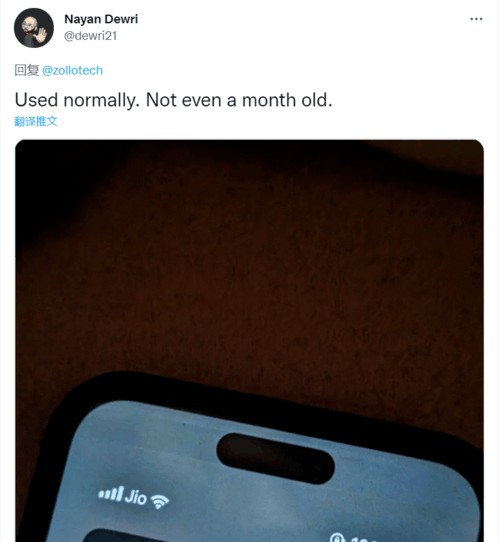 Nayan Dewri
@dewri21
回复 @zollotech
Used normally. Not even a month old.
翻译推文
Jio